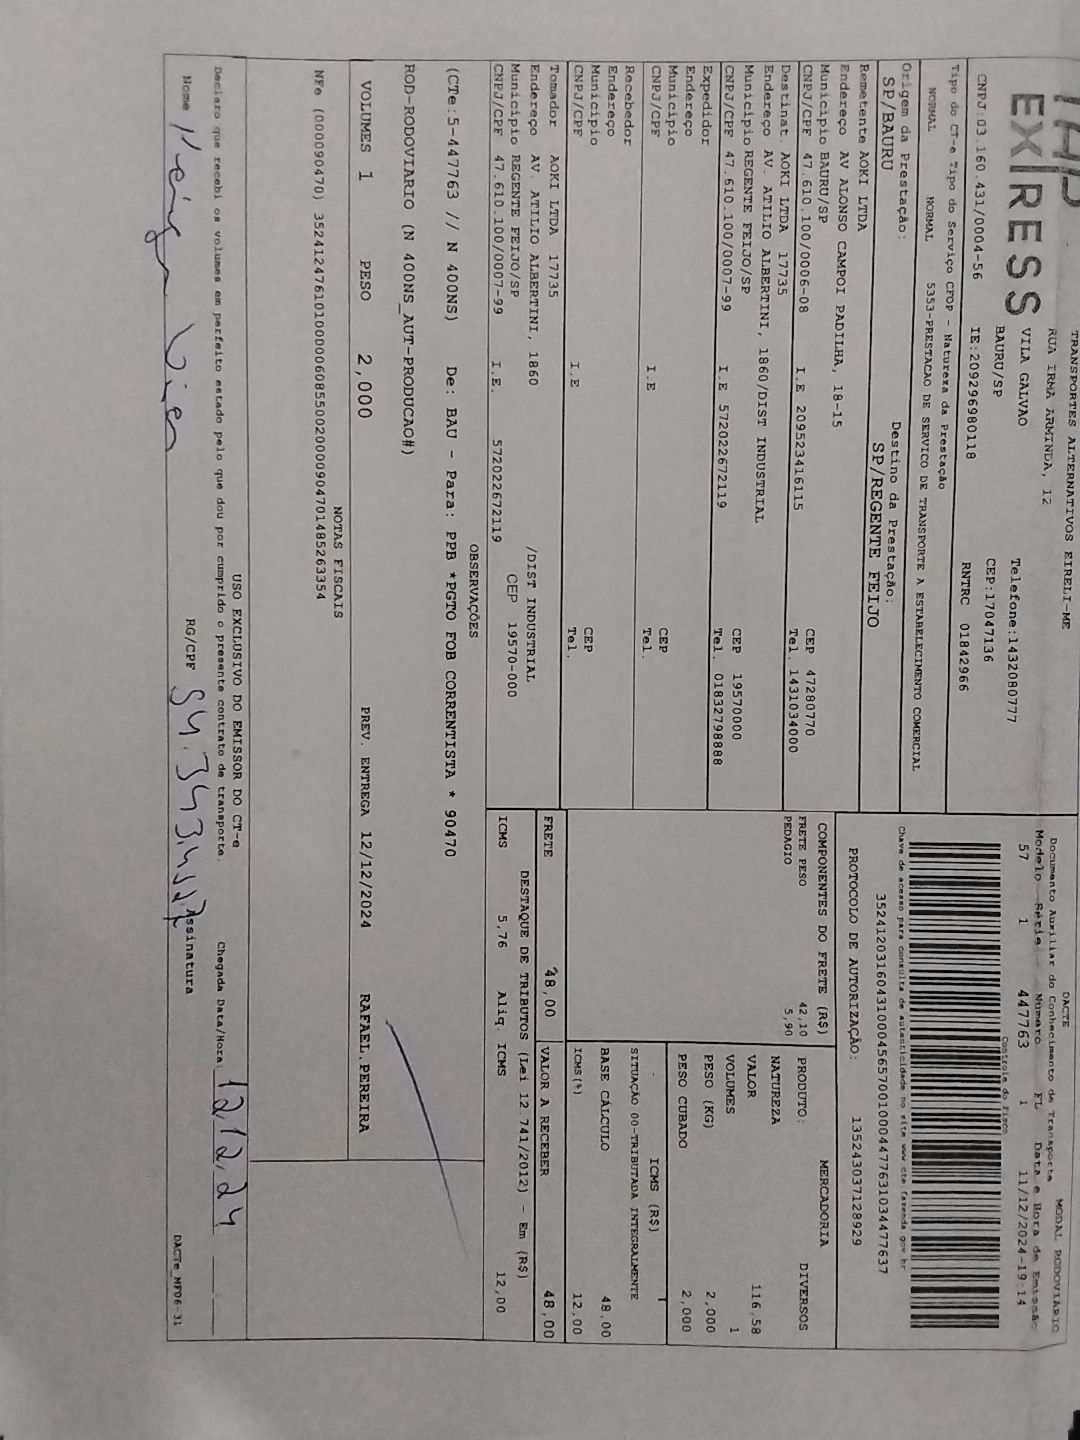 TAP
EX|RESS
TRANSPORTES ALTERNATIVOS EIRELI-ME
RUA IRMA ARMINDA, 12
VILA GALVAO
BAURU/SP
Telefone:1432080777
CEP:17047136
CNPJ:03.160.431/0004-56
IE:209296980118
RNTRC 01842966
DACTE
Documento Auxiliar do Conhecimento de Transporte
MODAL RODOVIÁRIO
Modelo Série Número FL Data e Hora de Emissão
57 1 447763 1 11/12/2024-19:14
Controle do Fisco
Tipo do CT-e Tipo do Serviço CFOP - Natureza da Prestação
NORMAL NORMAL 5353-PRESTACAO DE SERVICO DE TRANSPORTE A ESTABELECIMENTO COMERCIAL
Chave de acesso para consulta de autenticidade no site www.cte.fazenda.gov.br
35241203160431000456570010004477631034477637
Origem da Prestação:
SP/BAURU
Destino da Prestação:
SP/REGENTE FEIJO
PROTOCOLO DE AUTORIZAÇÃO: 135243037128929
Remetente AOKI LTDA
Endereço AV ALONSO CAMPOI PADILHA, 18-15
Município BAURU/SP CEP 47280770
CNPJ/CPF 47.610.100/0006-08 I.E 209523416115 Tel. 1431034000
Destinat. AOKI LTDA 17735
Endereço AV. ATILIO ALBERTINI, 1860/DIST INDUSTRIAL
Município REGENTE FEIJO/SP CEP 19570000
CNPJ/CPF 47.610.100/0007-99 I.E 572022672119 Tel. 01832798888
Expedidor
Endereço
Município CEP
CNPJ/CPF I.E Tel.
Recebedor
Endereço
Município CEP
CNPJ/CPF I.E Tel.
Tomador AOKI LTDA 17735
Endereço AV. ATILIO ALBERTINI, 1860 /DIST INDUSTRIAL
Município REGENTE FEIJO/SP CEP 19570-000
CNPJ/CPF 47.610.100/0007-99 I.E. 572022672119
COMPONENTES DO FRETE (R$)
FRETE PESO 42,10
PEDAGIO 5,90
MERCADORIA
PRODUTO: DIVERSOS
NATUREZA
VALOR 116,58
VOLUMES 1
PESO (KG) 2,000
PESO CUBADO 2,000
ICMS (R$)
SITUAÇÃO 00-TRIBUTADA INTEGRALMENTE
BASE CÁLCULO 48,00
ICMS(%) 12,00
FRETE 48,00
VALOR A RECEBER 48,00
DESTAQUE DE TRIBUTOS (Lei 12.741/2012) - Em (R$)
ICMS 5,76 Aliq. ICMS 12,00
OBSERVAÇÕES
(CTe:5-447763 // N 400NS) De: BAU - Para: PPB *PGTO FOB CORRENTISTA * 90470
ROD-RODOVIARIO (N 400NS_AUT-PRODUCAO#)
VOLUMES 1 PESO 2,000 PREV. ENTREGA 12/12/2024 RAFAEL.PEREIRA
NOTAS FISCAIS
NFe (000090470) 35241247610100000608550020000904701485263354
USO EXCLUSIVO DO EMISSOR DO CT-e
Declaro que recebi os volumes em perfeito estado pelo que dou por cumprido o presente contrato de transporte. Chegada Data/Hora: 12.12.24
Nome RG/CPF 54.343.452-7 Assinatura
DACTe_MF06-31